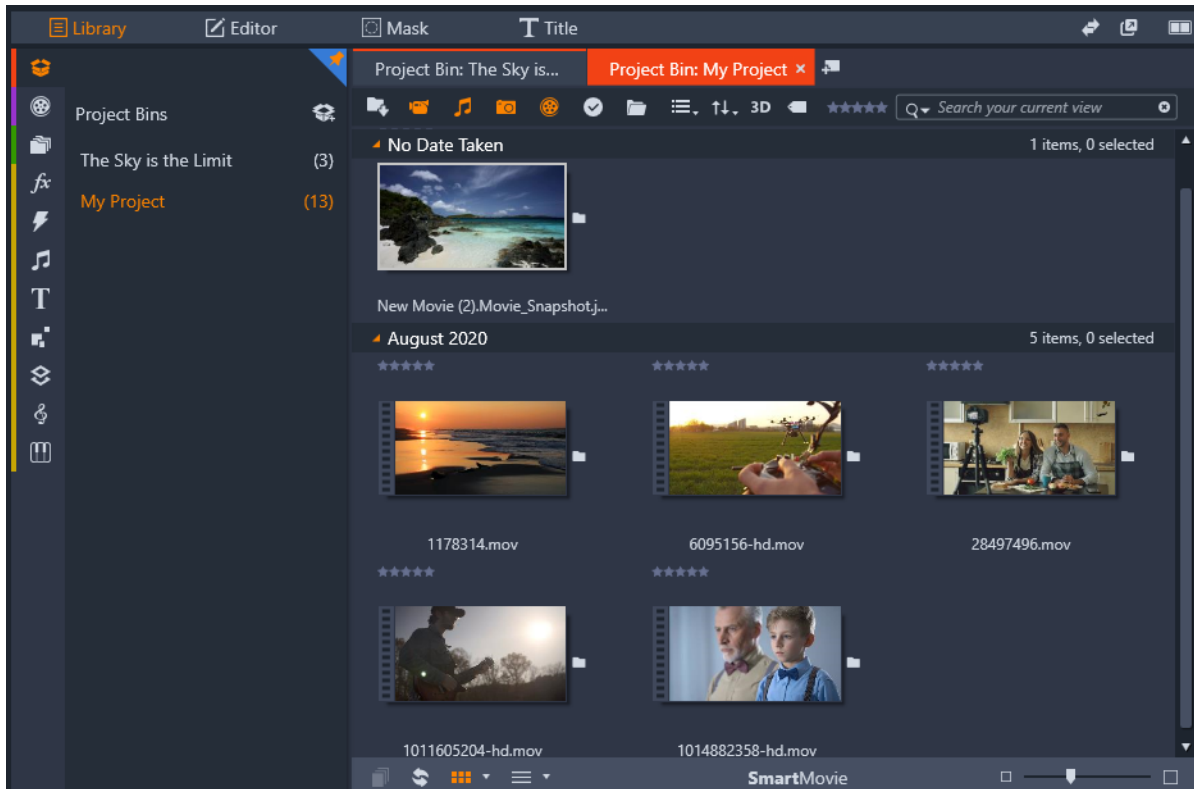 Library Editor Mask Title
Project Bin: The Sky is... Project Bin: My Project ×
Project Bins
3D Search your current view
The Sky is the Limit (3)
My Project (13)
No Date Taken 1 items, 0 selected
New Movie (2).Movie_Snapshot.j...
August 2020 5 items, 0 selected
1178314.mov 6095156-hd.mov 28497496.mov
1011605204-hd.mov 1014882358-hd.mov
SmartMovie